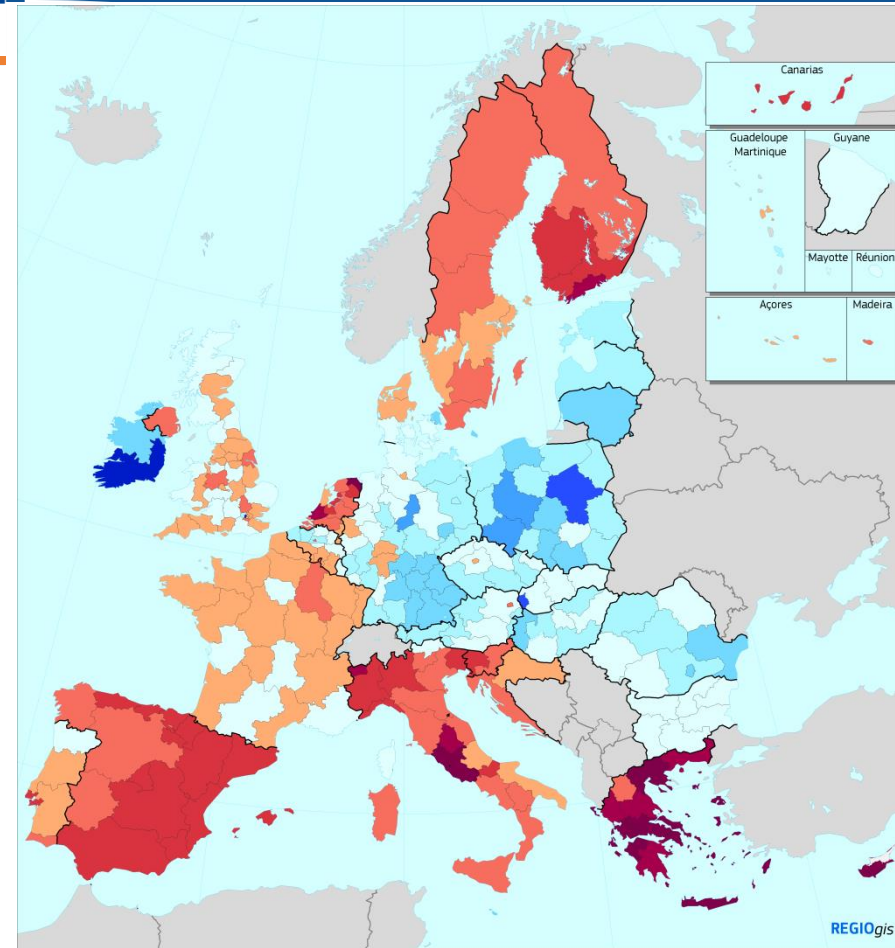 Canarias
Guadeloupe
Martinique
Guyane
Mayotte
Réunion
Açores
Madeira
REGIOgis